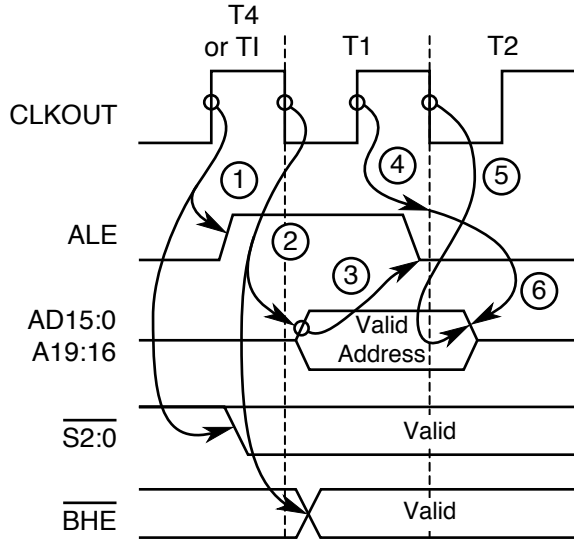 T4
or TI
T1
T2
CLKOUT
1
4
5
ALE
2
3
6
AD15:0
A19:16
Valid
Address
S2:0
Valid
BHE
Valid